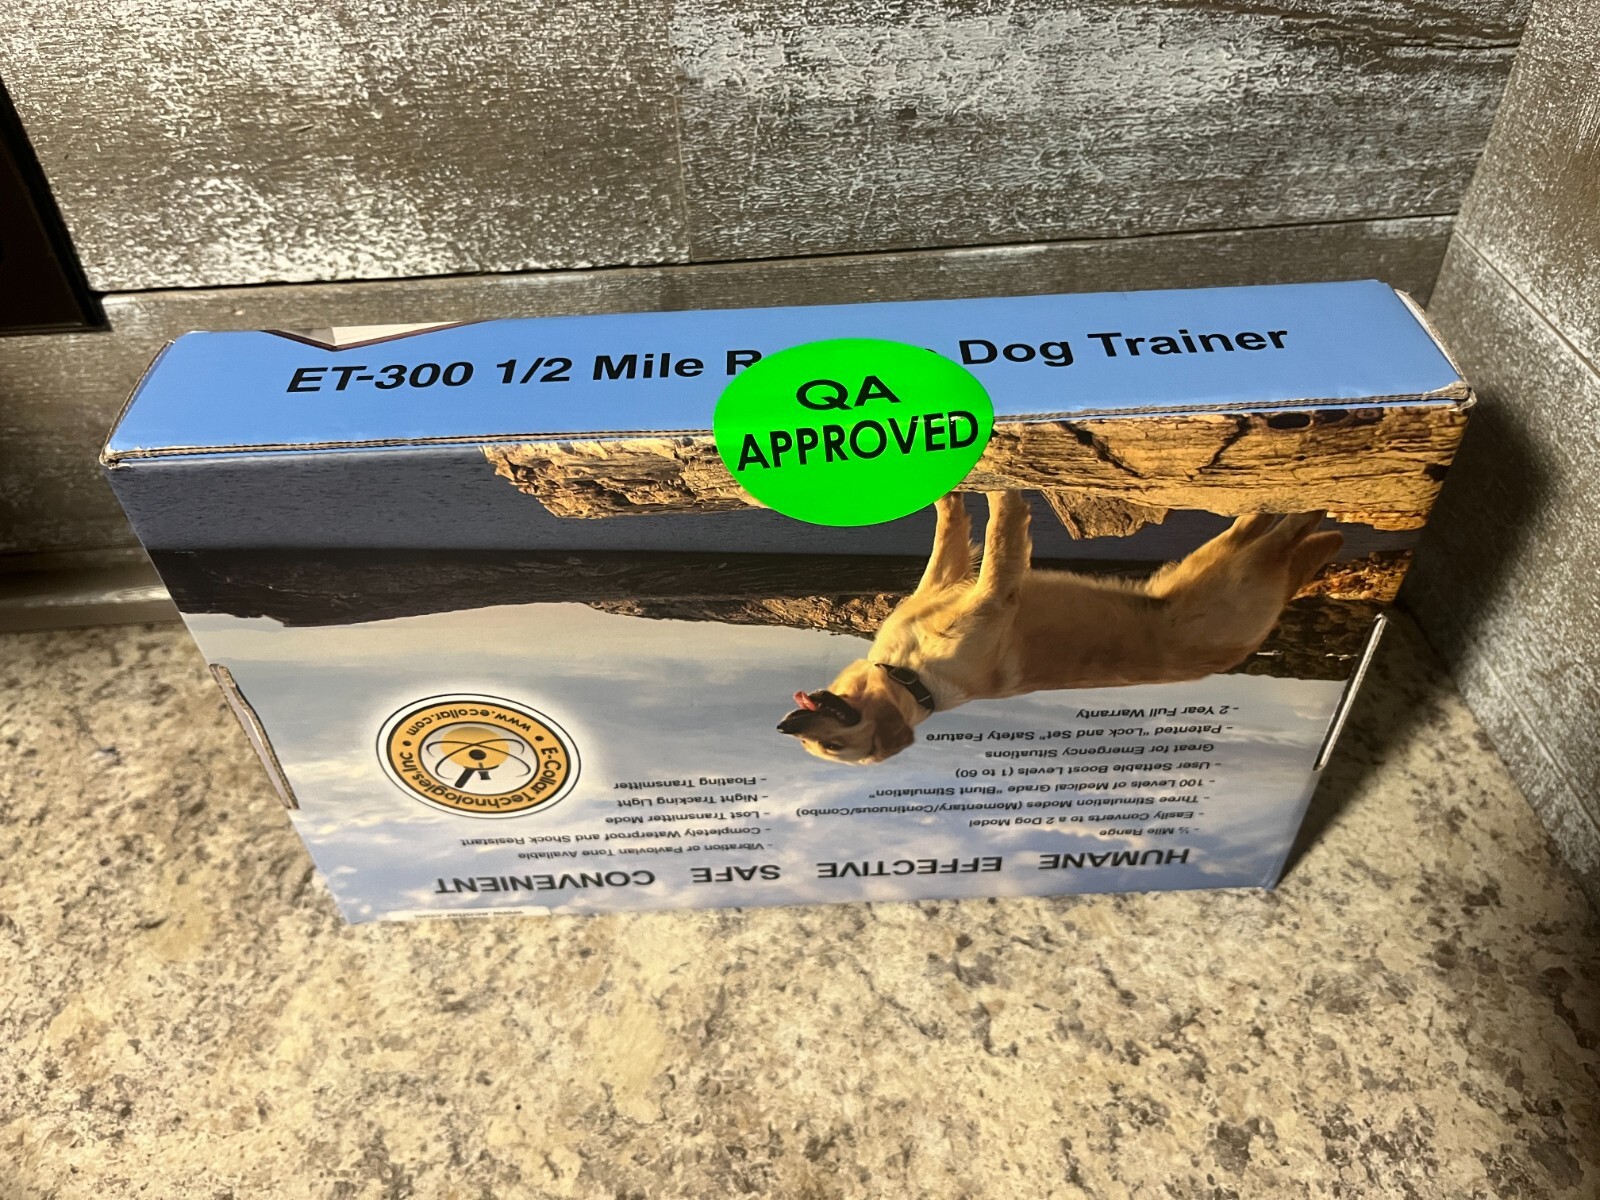 ET-300 1/2 Mile R Dog Trainer
QA
APPROVED
HUMANE EFFECTIVE SAFE CONVENIENT
- ½ Mile Range
- Easily Converts to a 2 Dog Model
- Three Stimulation Modes (Momentary/Continuous/Combo)
- 100 Levels of Medical Grade "Blunt Stimulation"
- User Settable Boost Levels (1 to 60)
Great for Emergency Situations
- Patented "Lock and Set" Safety Feature
- 2 Year Full Warranty
- Vibration or Pavlovian Tone Available
- Completely Waterproof and Shock Resistant
- Lost Transmitter Mode
- Night Tracking Light
- Floating Transmitter
E-Collar Technologies, Inc.
• www.ecollar.com •